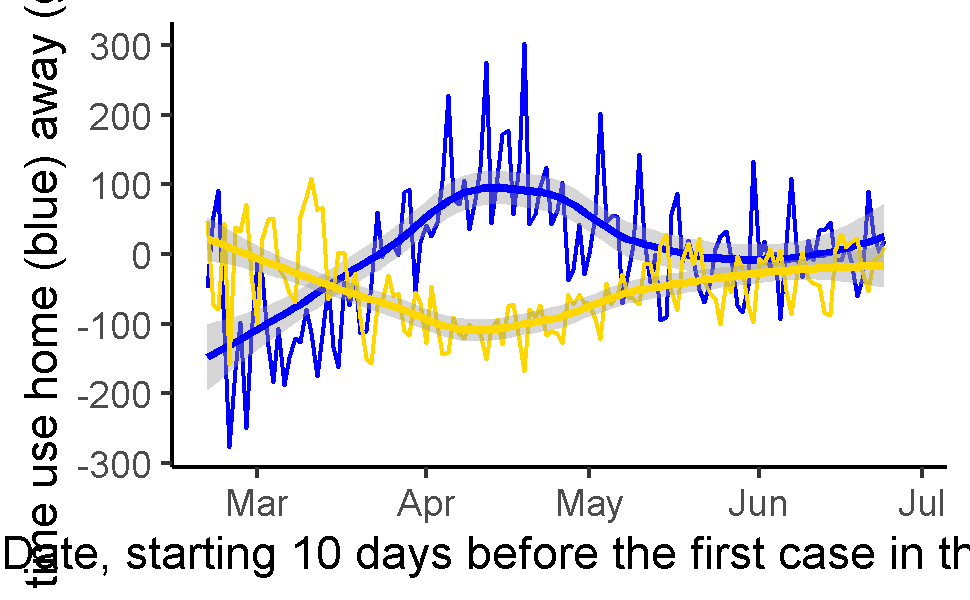 time use home (blue) away (
300
200
100
0
-100
-200
-300
Mar Apr May Jun Jul
Date, starting 10 days before the first case in th